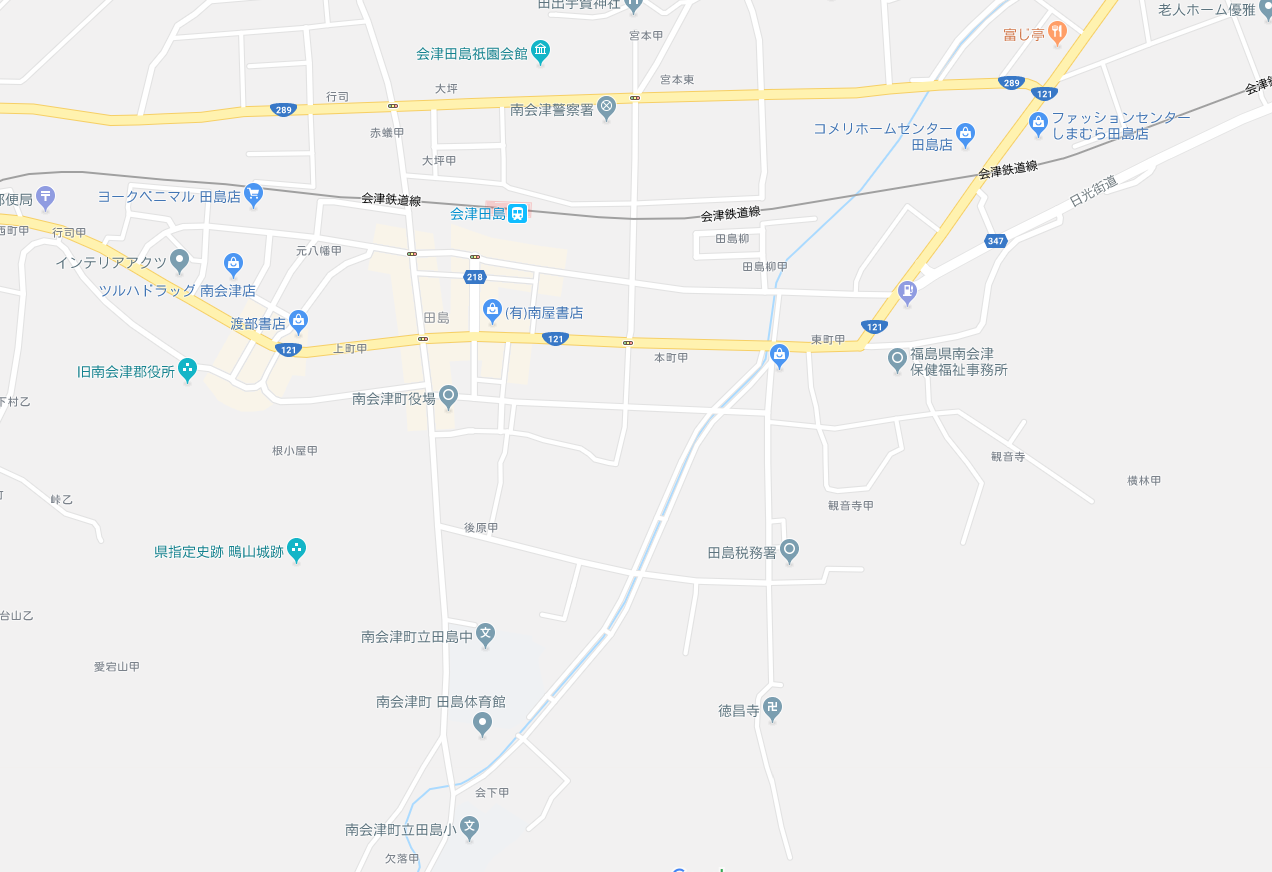 田出宇賀神社
老人ホーム優雅
宮本甲
富じ亭
会津田島祇園会館
宮本東
289
121
会津鉄
大坪
行司
289
南会津警察署
ファッションセンター
しまむら田島店
コメリホームセンター
田島店
赤蟻甲
大坪甲
会津鉄道線
日光街道
郵便局
ヨークベニマル 田島店
会津鉄道線
会津田島
会津鉄道線
西町甲
行司甲
田島柳
347
元八幡甲
インテリアアクツ
田島柳甲
218
ツルハドラッグ 南会津店
(有)南屋書店
田島
渡部書店
121
121
121
東町甲
上町甲
本町甲
福島県南会津
保健福祉事務所
旧南会津郡役所
南会津町役場
下村乙
根小屋甲
観音寺
横林甲
峠乙
観音寺甲
後原甲
県指定史跡 鴫山城跡
田島税務署
台山乙
南会津町立田島中
愛宕山甲
南会津町 田島体育館
徳昌寺
会下甲
南会津町立田島小
欠落甲